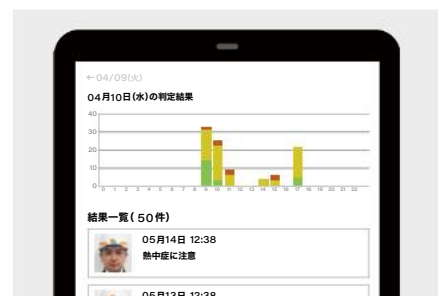 ←04/09(火)
04月10日(水)の判定結果
40
30
20
10
0
0 1 2 3 4 5 6 7 8 9 10 11 12 13 14 15 16 17 18 19 20 21 22
結果一覧( 50件)
05月14日 12:38
熱中症に注意
05月13日 12:38